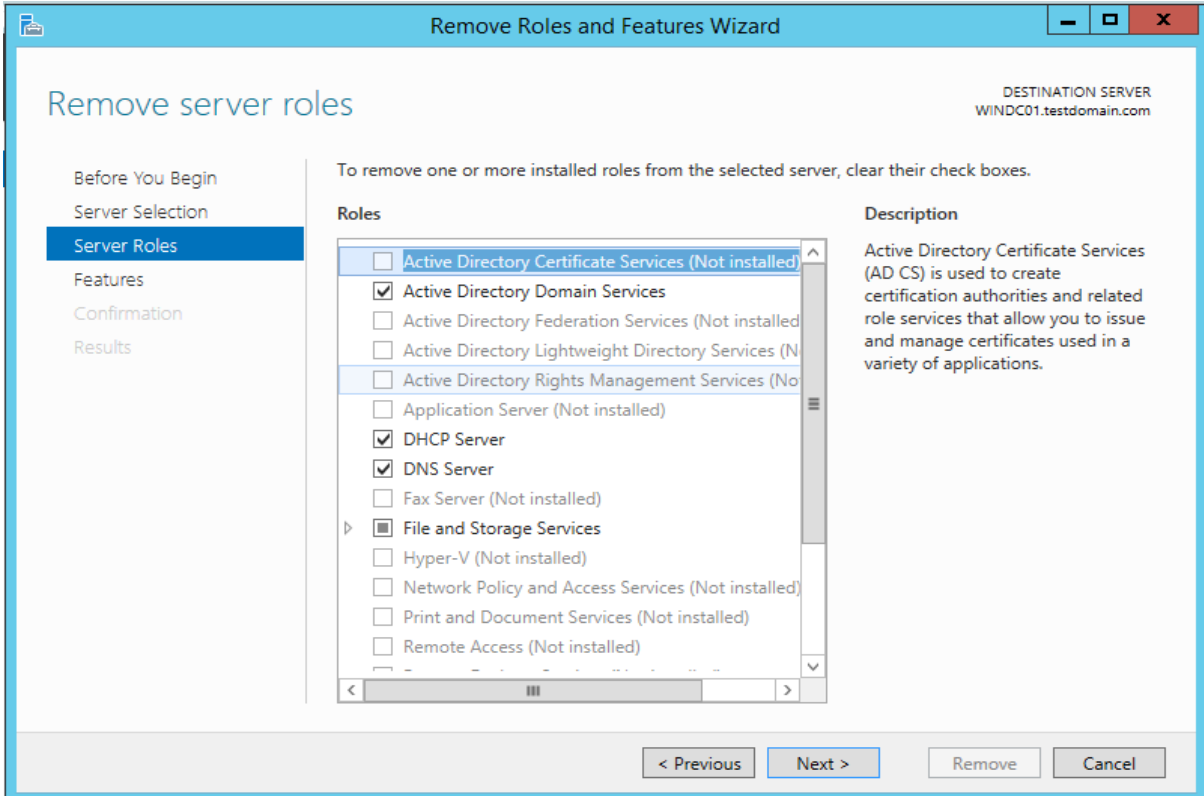 Remove Roles and Features Wizard
Remove server roles
DESTINATION SERVER
WINDC01.testdomain.com
Before You Begin
Server Selection
Server Roles
Features
Confirmation
Results
To remove one or more installed roles from the selected server, clear their check boxes.
Roles
Active Directory Certificate Services (Not installed)
Active Directory Domain Services
Active Directory Federation Services (Not installed
Active Directory Lightweight Directory Services (N
Active Directory Rights Management Services (No
Application Server (Not installed)
DHCP Server
DNS Server
Fax Server (Not installed)
File and Storage Services
Hyper-V (Not installed)
Network Policy and Access Services (Not installed)
Print and Document Services (Not installed)
Remote Access (Not installed)
Description
Active Directory Certificate Services
(AD CS) is used to create
certification authorities and related
role services that allow you to issue
and manage certificates used in a
variety of applications.
< Previous
Next >
Remove
Cancel